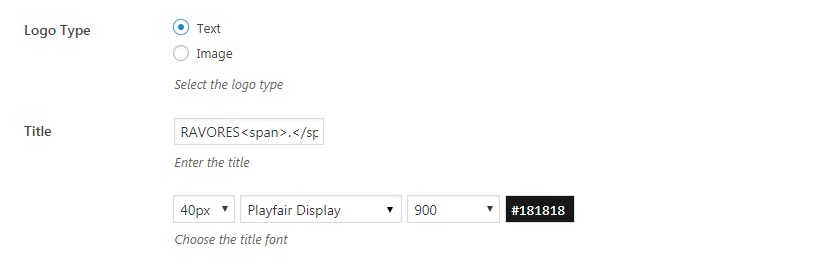 Logo Type
Text
Image
Select the logo type
Title
RAVORES<span>.</sp
Enter the title
40px Playfair Display 900 #181818
Choose the title font